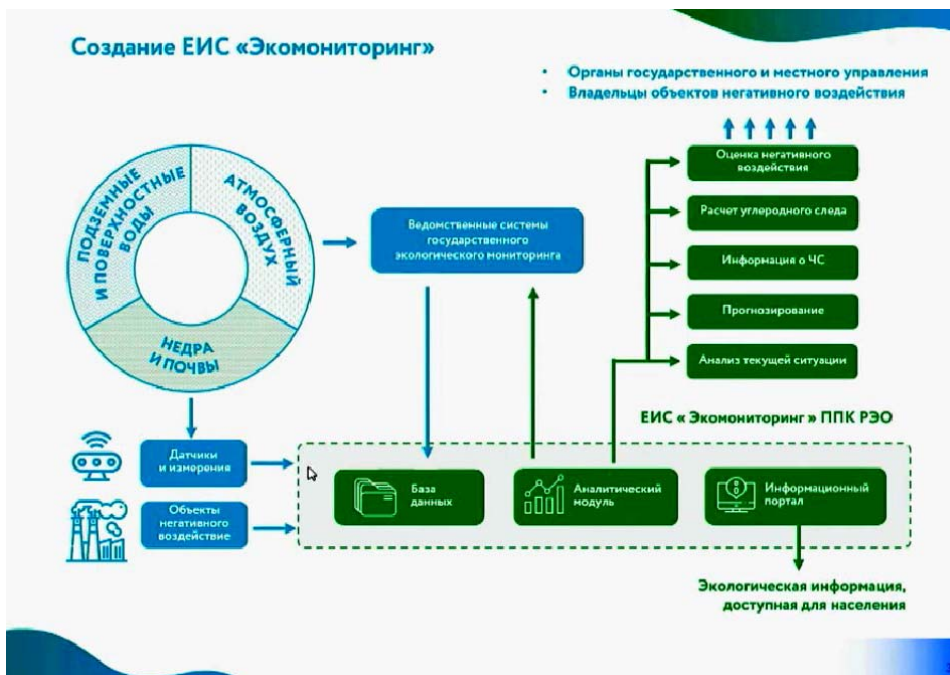 Создание ЕИС «Экомониторинг»
• Органы государственного и местного управления
• Владельцы объектов негативного воздействия
ПОДЗЕМНЫЕ
И ПОВЕРХНОСТНЫЕ
ВОДЫ
АТМОСФЕРНЫЙ
ВОЗДУХ
НЕДРА
И ПОЧВЫ
Ведомственные системы
государственного
экологического мониторинга
Оценка негативного
воздействия
Расчет углеродного следа
Информация о ЧС
Прогнозирование
Анализ текущей ситуации
ЕИС « Экомониторинг» ППК РЭО
Датчики
и измерения
Объекты
негативного
воздействие
База
данных
Аналитический
модуль
Информационный
портал
Экологическая информация,
доступная для населения